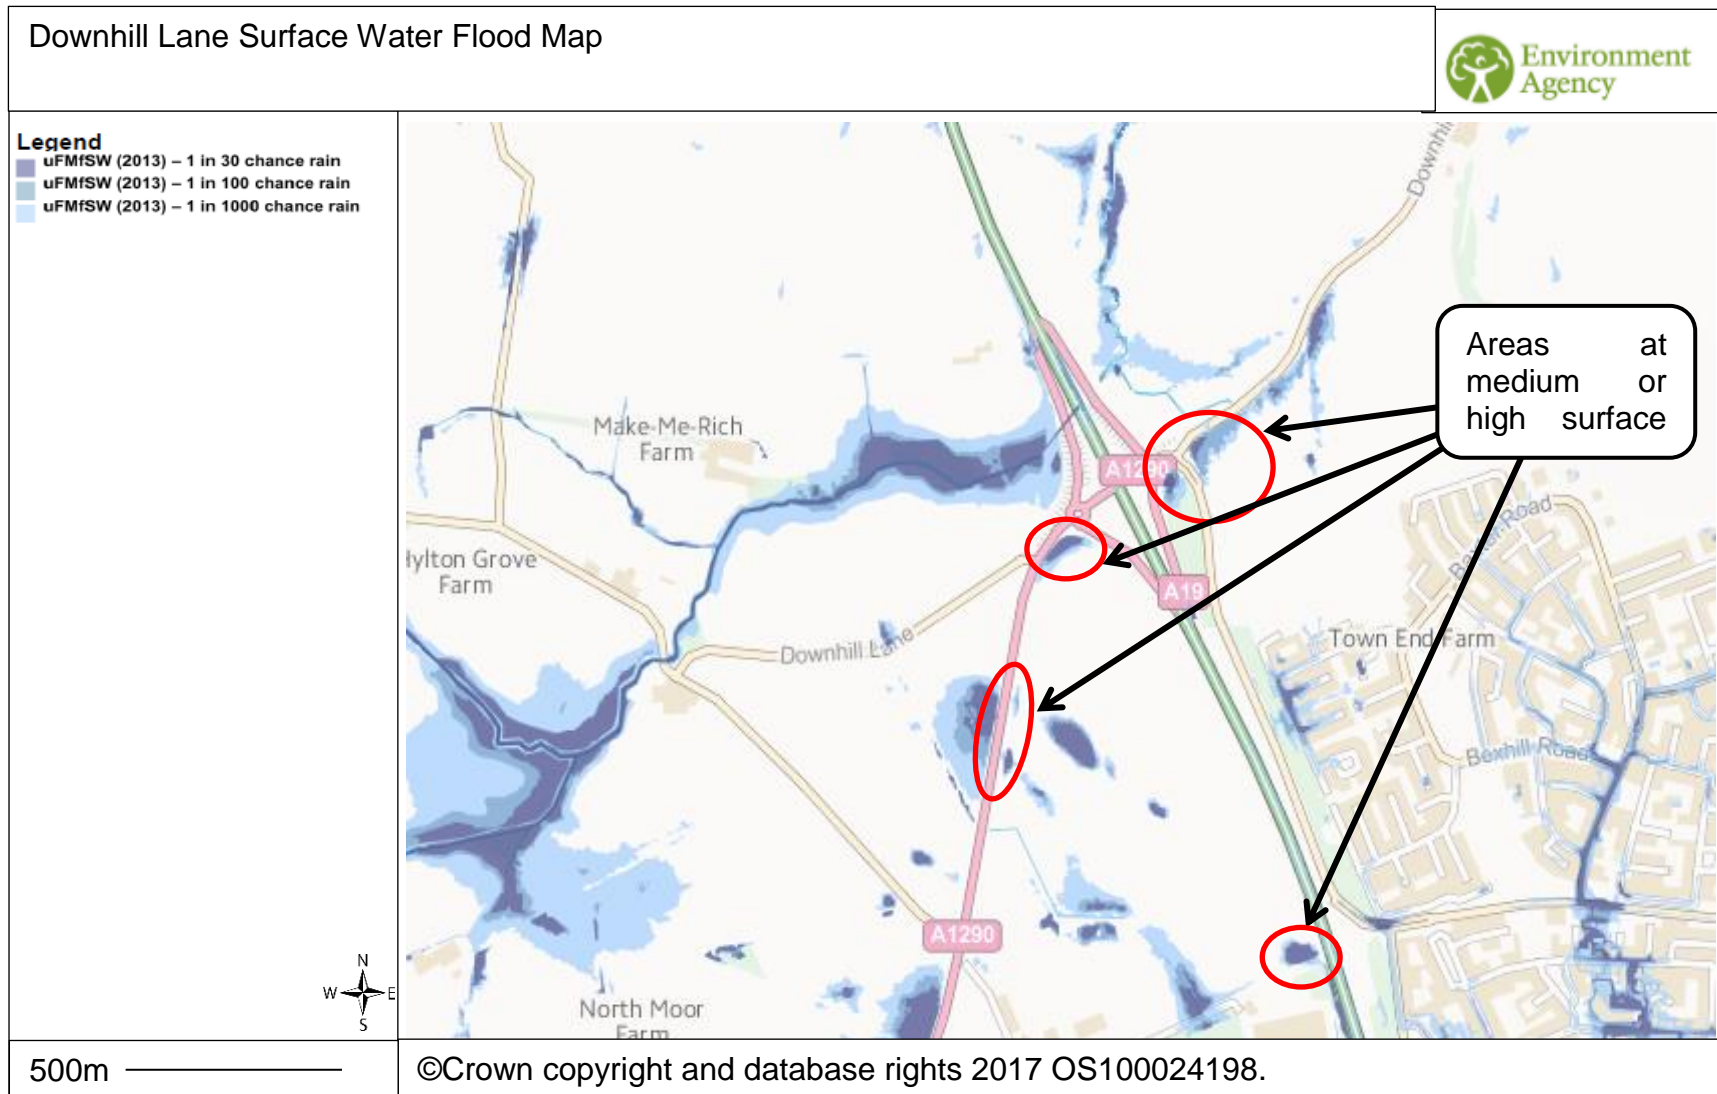 Downhill Lane Surface Water Flood Map
Environment
Agency
Legend
uFMfSW (2013) – 1 in 30 chance rain
uFMfSW (2013) – 1 in 100 chance rain
uFMfSW (2013) – 1 in 1000 chance rain
Downhil
Areas at
medium or
high surface
Make-Me-Rich
Farm
A1290
Hylton Grove
Farm
Baxter Road
A19
Downhill Lane
Town End Farm
Bexhill Road
A1290
N
W E
S
North Moor
Farm
500m
©Crown copyright and database rights 2017 OS100024198.